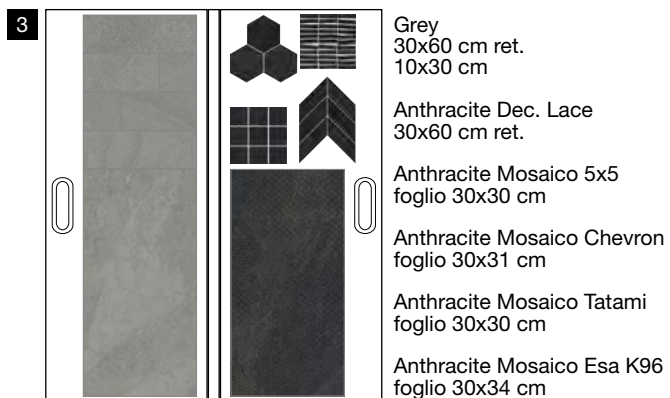 3
Grey
30x60 cm ret.
10x30 cm
Anthracite Dec. Lace
30x60 cm ret.
Anthracite Mosaico 5x5
foglio 30x30 cm
Anthracite Mosaico Chevron
foglio 30x31 cm
Anthracite Mosaico Tatami
foglio 30x30 cm
Anthracite Mosaico Esa K96
foglio 30x34 cm